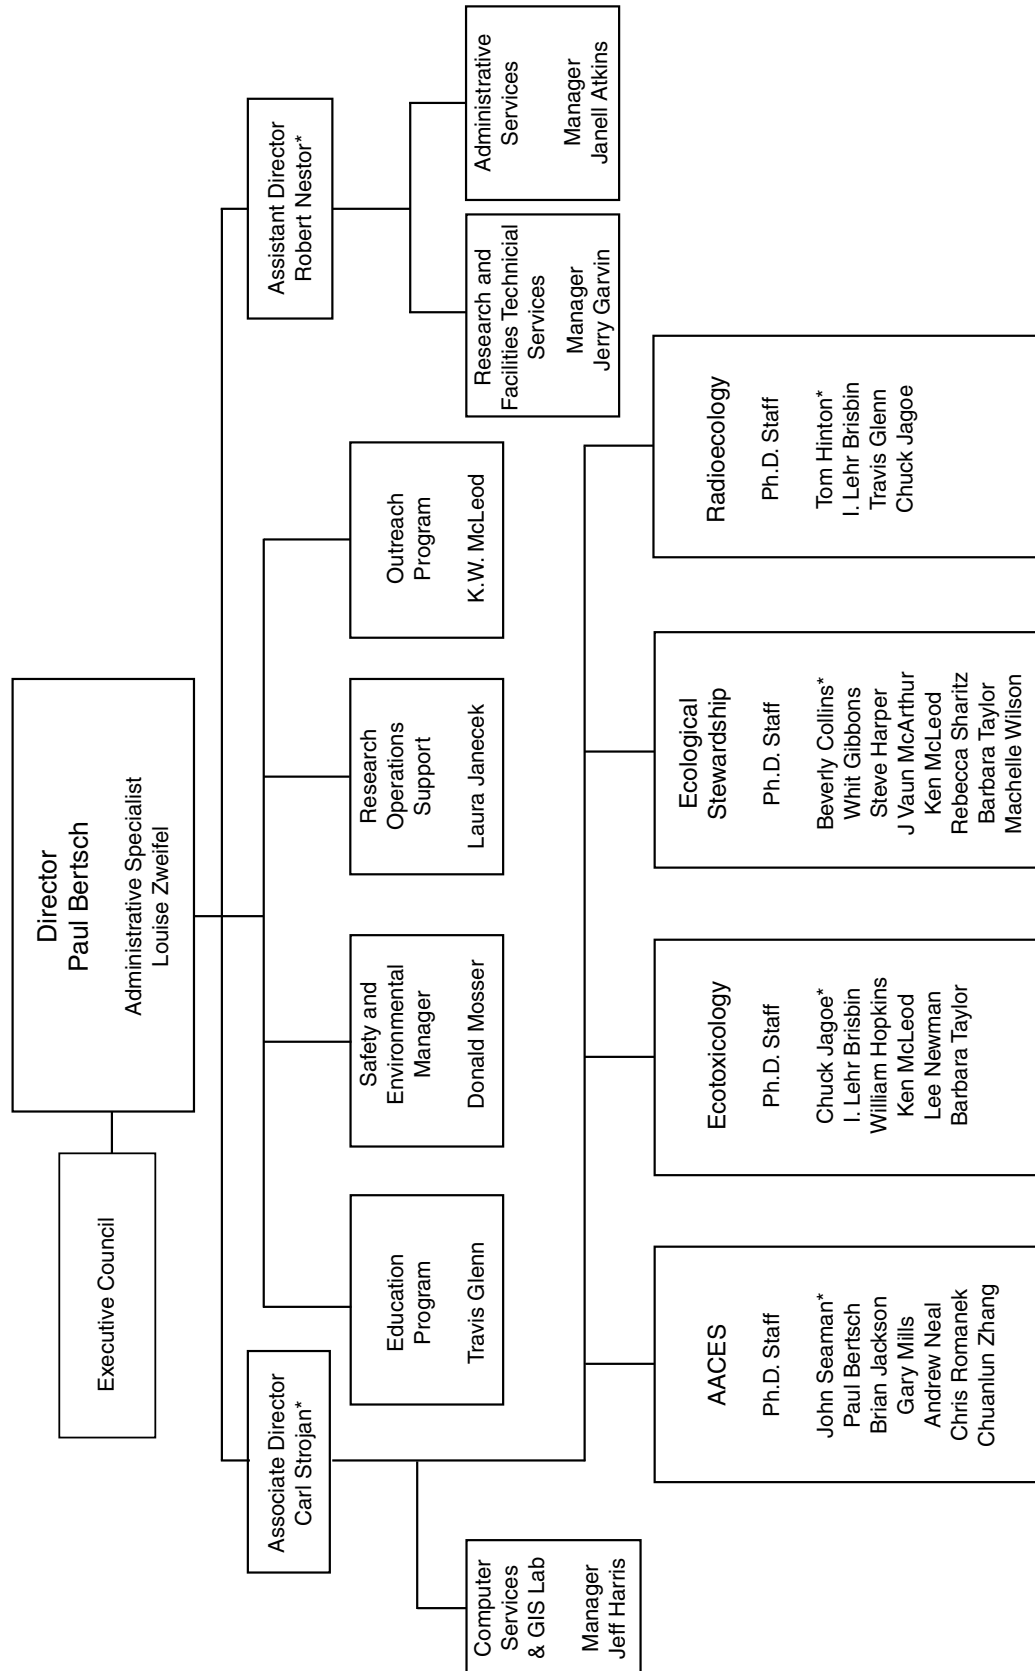 Executive Council
Director
Paul Bertsch
Administrative Specialist
Louise Zweifel
Associate Director
Carl Strojan*
Assistant Director
Robert Nestor*
Education
Program
Travis Glenn
Safety and
Environmental
Manager
Donald Mosser
Research
Operations
Support
Laura Janecek
Outreach
Program
K.W. McLeod
Computer
Services
& GIS Lab
Manager
Jeff Harris
Research and
Facilities Technicial
Services
Manager
Jerry Garvin
Administrative
Services
Manager
Janell Atkins
AACES
Ph.D. Staff
John Seaman*
Paul Bertsch
Brian Jackson
Gary Mills
Andrew Neal
Chris Romanek
Chuanlun Zhang
Ecotoxicology
Ph.D. Staff
Chuck Jagoe*
I. Lehr Brisbin
William Hopkins
Ken McLeod
Lee Newman
Barbara Taylor
Ecological
Stewardship
Ph.D. Staff
Beverly Collins*
Whit Gibbons
Steve Harper
J Vaun McArthur
Ken McLeod
Rebecca Sharitz
Barbara Taylor
Machelle Wilson
Radioecology
Ph.D. Staff
Tom Hinton*
I. Lehr Brisbin
Travis Glenn
Chuck Jagoe